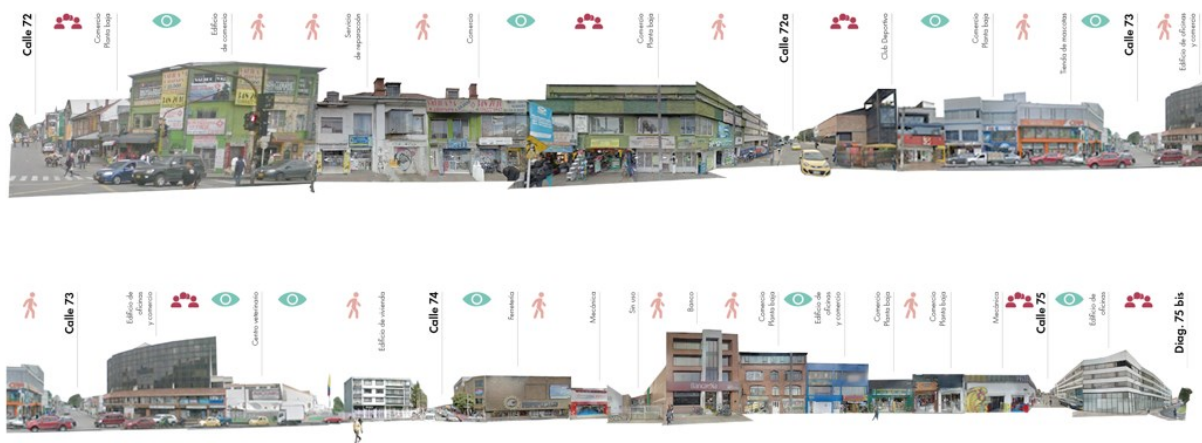 Calle 72
Comercio
Planta baja
Edificio
de comercio
Servicio
de reparación
Comercio
Comercio
Planta baja
Calle 72a
Club Deportivo
Comercio
Planta baja
Tienda de mascotas
Calle 73
Edificio de oficinas
y comercio
Calle 73
Edificio de
oficinas
y comercio
Centro veterinario
Edificio de vivienda
Calle 74
Ferretería
Mecánica
Sin uso
Banco
Comercio
Planta baja
Edificio de
oficinas
y comercio
Comercio
Planta baja
Comercio
Planta baja
Mecánica
Calle 75
Edificio de
oficinas
Diag. 75 bis